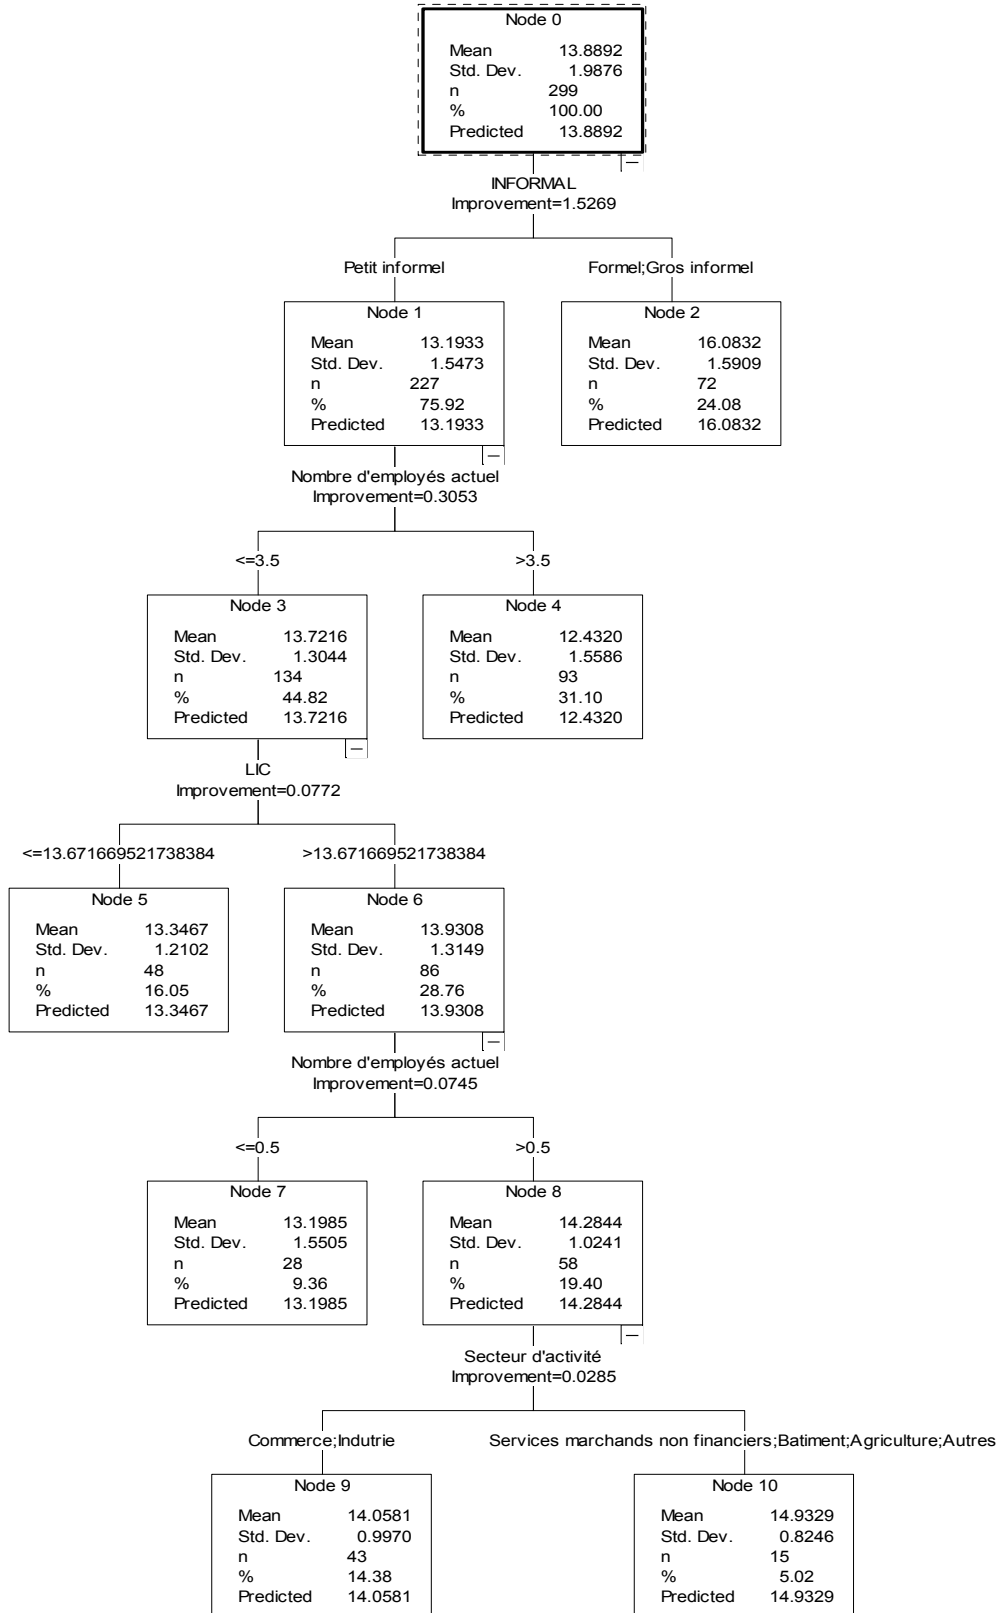 Node 0
Mean 13.8892
Std. Dev. 1.9876
n 299
% 100.00
Predicted 13.8892
INFORMAL
Improvement=1.5269
Petit informel
Formel;Gros informel
Node 1
Mean 13.1933
Std. Dev. 1.5473
n 227
% 75.92
Predicted 13.1933
Node 2
Mean 16.0832
Std. Dev. 1.5909
n 72
% 24.08
Predicted 16.0832
Nombre d'employés actuel
Improvement=0.3053
<=3.5
>3.5
Node 3
Mean 13.7216
Std. Dev. 1.3044
n 134
% 44.82
Predicted 13.7216
Node 4
Mean 12.4320
Std. Dev. 1.5586
n 93
% 31.10
Predicted 12.4320
LIC
Improvement=0.0772
<=13.671669521738384
>13.671669521738384
Node 5
Mean 13.3467
Std. Dev. 1.2102
n 48
% 16.05
Predicted 13.3467
Node 6
Mean 13.9308
Std. Dev. 1.3149
n 86
% 28.76
Predicted 13.9308
Nombre d'employés actuel
Improvement=0.0745
<=0.5
>0.5
Node 7
Mean 13.1985
Std. Dev. 1.5505
n 28
% 9.36
Predicted 13.1985
Node 8
Mean 14.2844
Std. Dev. 1.0241
n 58
% 19.40
Predicted 14.2844
Secteur d'activité
Improvement=0.0285
Commerce;Indutrie
Services marchands non financiers;Batiment;Agriculture;Autres
Node 9
Mean 14.0581
Std. Dev. 0.9970
n 43
% 14.38
Predicted 14.0581
Node 10
Mean 14.9329
Std. Dev. 0.8246
n 15
% 5.02
Predicted 14.9329